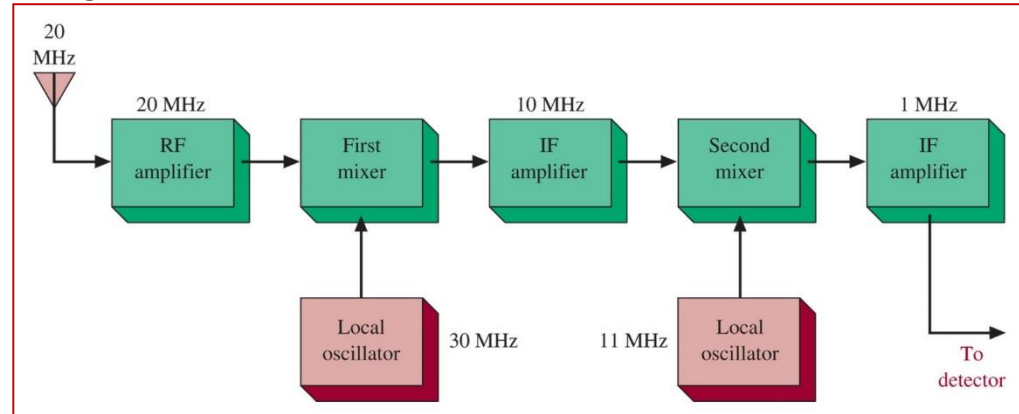 20
MHz
20 MHz
10 MHz
1 MHz
RF
amplifier
First
mixer
IF
amplifier
Second
mixer
IF
amplifier
Local
oscillator
30 MHz
11 MHz
Local
oscillator
To
detector